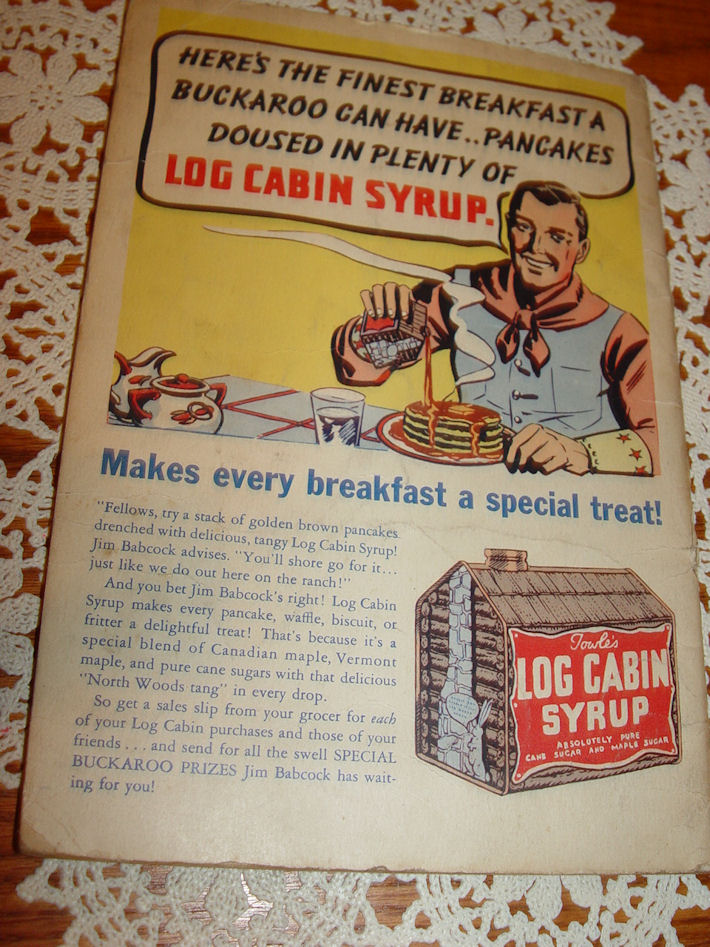 HERE'S THE FINEST BREAKFAST A
BUCKAROO CAN HAVE..PANCAKES
DOUSED IN PLENTY OF
LOG CABIN SYRUP.
Makes every breakfast a special treat!
"Fellows, try a stack of golden brown pancakes
drenched with delicious, tangy Log Cabin Syrup!
Jim Babcock advises. "You'll shore go for it...
just like we do out here on the ranch!"
And you bet Jim Babcock's right! Log Cabin
Syrup makes every pancake, waffle, biscuit, or
fritter a delightful treat! That's because it's a
special blend of Canadian maple, Vermont
maple, and pure cane sugars with that delicious
"North Woods tang" in every drop.
So get a sales slip from your grocer for each
of your Log Cabin purchases and those of your
friends . . . and send for all the swell SPECIAL
BUCKAROO PRIZES Jim Babcock has wait-
ing for you!
Towle's
LOG CABIN
SYRUP
ABSOLUTELY PURE
CANE SUGAR AND MAPLE SUGAR